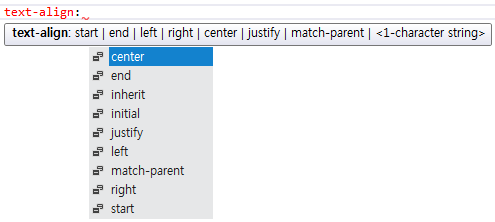 text-align:
text-align: start | end | left | right | center | justify | match-parent | <1-character string>
center
end
inherit
initial
justify
left
match-parent
right
start